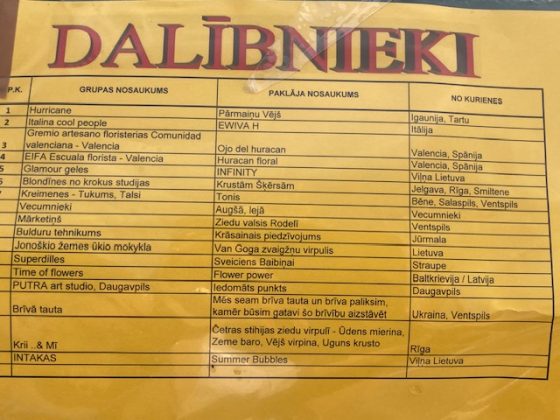 DALĪBNIEKI
P.K. GRUPAS NOSAUKUMS PAKLĀJA NOSAUKUMS NO KURIENES
1 Hurricane Pārmaiņu Vējš Igaunija, Tartu
2 Italina cool people EWIVA H Itālija
Gremio artesano floristerias Comunidad
3 valenciana - Valencia Ojo del huracan Valencia, Spānija
4 EIFA Escuala florista - Valencia Huracan floral Valencia, Spānija
5 Glamour geles INFINITY Viļņa Lietuva
6 Blondīnes no krokus studijas Krustām Šķērsām Jelgava, Rīga, Smiltene
7 Kreimenes - Tukums, Talsi Tonis Bēne, Salaspils, Ventspils
Vecumnieki Augšā, lejā Vecumnieki
Mārketiņš Ziedu valsis Rodelī Ventspils
Bulduru tehnikums Krāsainais piedzīvojums Jūrmala
Jonoškio žemes ūkio mokykla Van Goga zvaigžņu virpulis Lietuva
Superdilles Sveiciens Baibiņai Straupe
Time of flowers Flower power Baltkrievija / Latvija
PUTRA art studio, Daugavpils Iedomāts punkts Daugavpils
Mēs seam brīva tauta un brīva paliksim,
Brīvā tauta kamēr būsim gatavi šo brīvību aizstāvēt Ukraina, Ventspils
Četras stihijas ziedu virpulī - Ūdens mierina,
Krii ..& Mī Zeme baro, Vējš virpina, Uguns krusto Rīga
INTAKAS Summer Bubbles Viļņa Lietuva